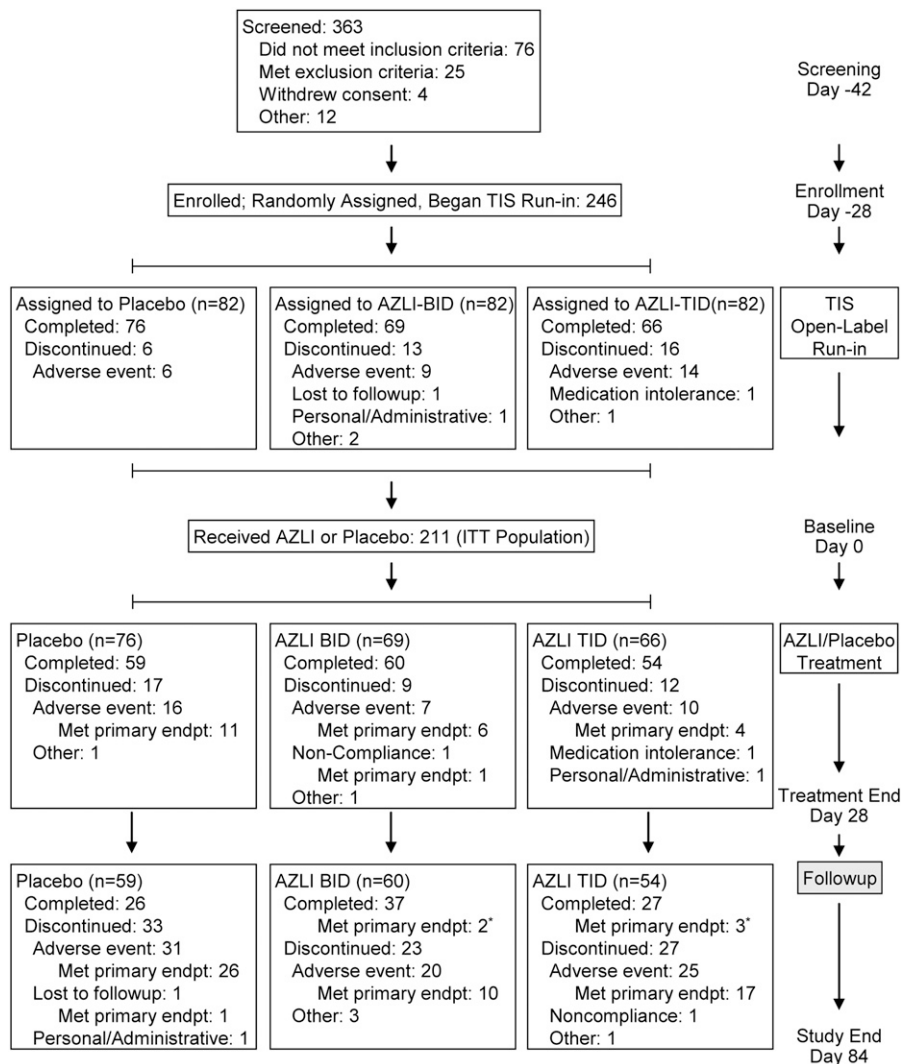 Screened: 363
Did not meet inclusion criteria: 76
Met exclusion criteria: 25
Withdrew consent: 4
Other: 12
Screening
Day -42
Enrolled; Randomly Assigned, Began TIS Run-in: 246
Enrollment
Day -28
Assigned to Placebo (n=82)
Completed: 76
Discontinued: 6
Adverse event: 6
Assigned to AZLI-BID (n=82)
Completed: 69
Discontinued: 13
Adverse event: 9
Lost to followup: 1
Personal/Administrative: 1
Other: 2
Assigned to AZLI-TID(n=82)
Completed: 66
Discontinued: 16
Adverse event: 14
Medication intolerance: 1
Other: 1
TIS
Open-Label
Run-in
Received AZLI or Placebo: 211 (ITT Population)
Baseline
Day 0
Placebo (n=76)
Completed: 59
Discontinued: 17
Adverse event: 16
Met primary endpt: 11
Other: 1
AZLI BID (n=69)
Completed: 60
Discontinued: 9
Adverse event: 7
Met primary endpt: 6
Non-Compliance: 1
Met primary endpt: 1
Other: 1
AZLI TID (n=66)
Completed: 54
Discontinued: 12
Adverse event: 10
Met primary endpt: 4
Medication intolerance: 1
Personal/Administrative: 1
AZLI/Placebo
Treatment
Treatment End
Day 28
Placebo (n=59)
Completed: 26
Discontinued: 33
Adverse event: 31
Met primary endpt: 26
Lost to followup: 1
Met primary endpt: 1
Personal/Administrative: 1
AZLI BID (n=60)
Completed: 37
Met primary endpt: 2*
Discontinued: 23
Adverse event: 20
Met primary endpt: 10
Other: 3
AZLI TID (n=54)
Completed: 27
Met primary endpt: 3*
Discontinued: 27
Adverse event: 25
Met primary endpt: 17
Noncompliance: 1
Other: 1
Followup
Study End
Day 84